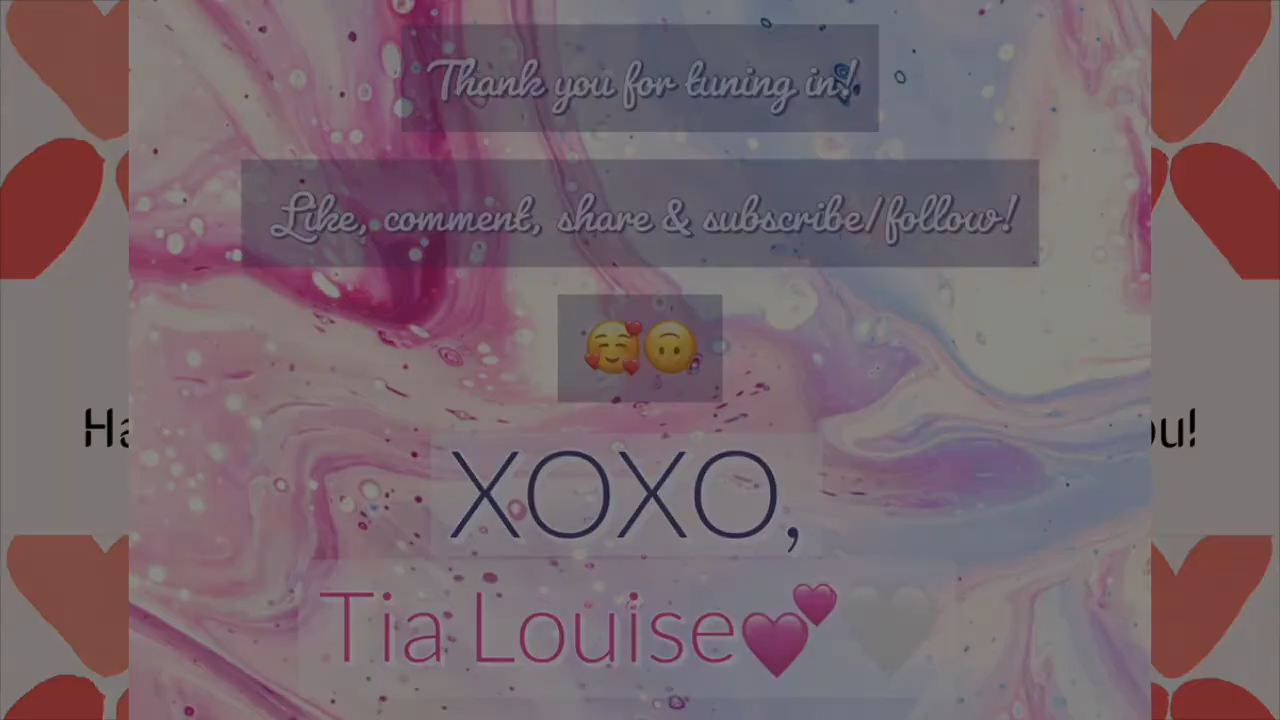 Thank you for tuning in!
Like, comment, share & subscribe/follow!
🥰🙃
XOXO,
Tia Louise💕🤍